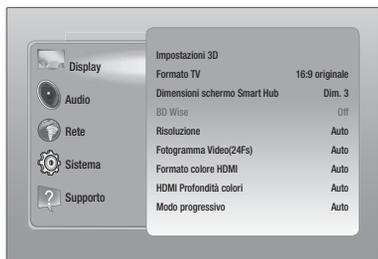 Display
Audio
Rete
Sistema
Supporto
Impostazioni 3D
Formato TV 16:9 originale
Dimensioni schermo Smart Hub Dim. 3
BD Wise Off
Risoluzione Auto
Fotogramma Video(24Fs) Auto
Formato colore HDMI Auto
HDMI Profondità colori Auto
Modo progressivo Auto